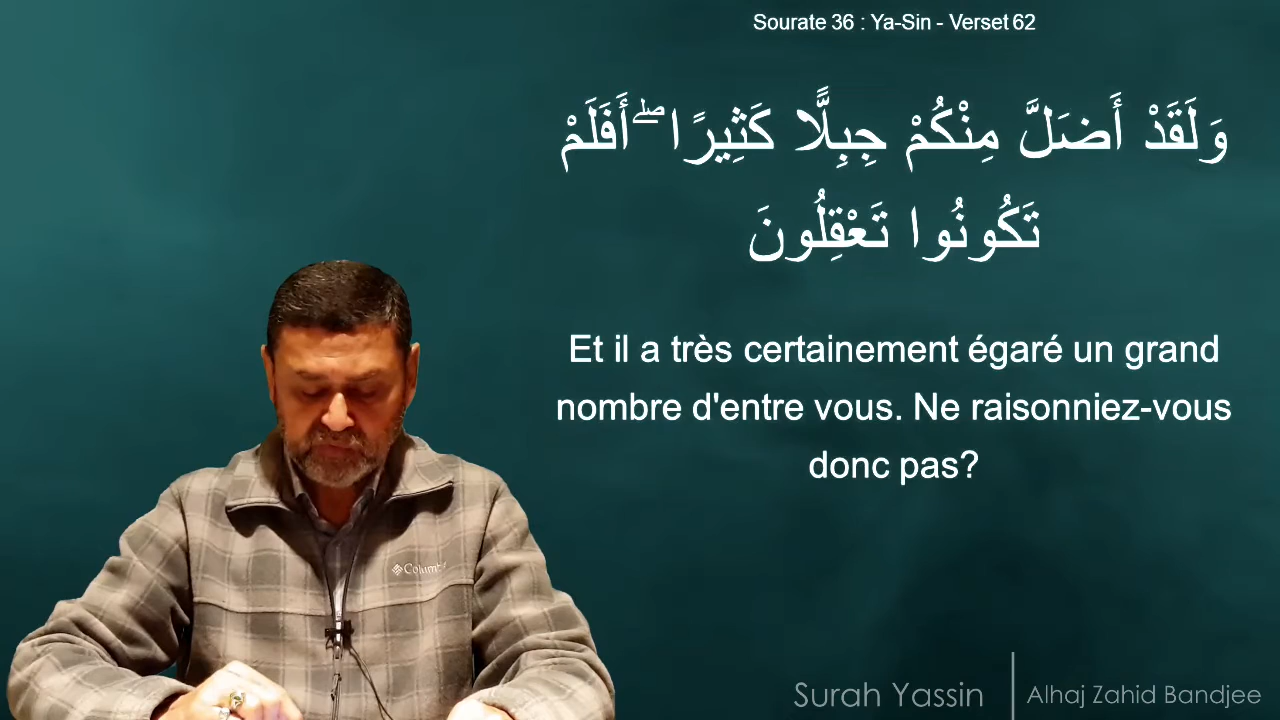 Sourate 36 : Ya-Sin - Verset 62
وَلَقَدْ أَضَلَّ مِنْكُمْ جِبِلًّا كَثِيرًا ۖ أَفَلَمْ
تَكُونُوا تَعْقِلُونَ
Et il a très certainement égaré un grand
nombre d'entre vous. Ne raisonniez-vous
donc pas?
Surah Yassin
Alhaj Zahid Bandjee